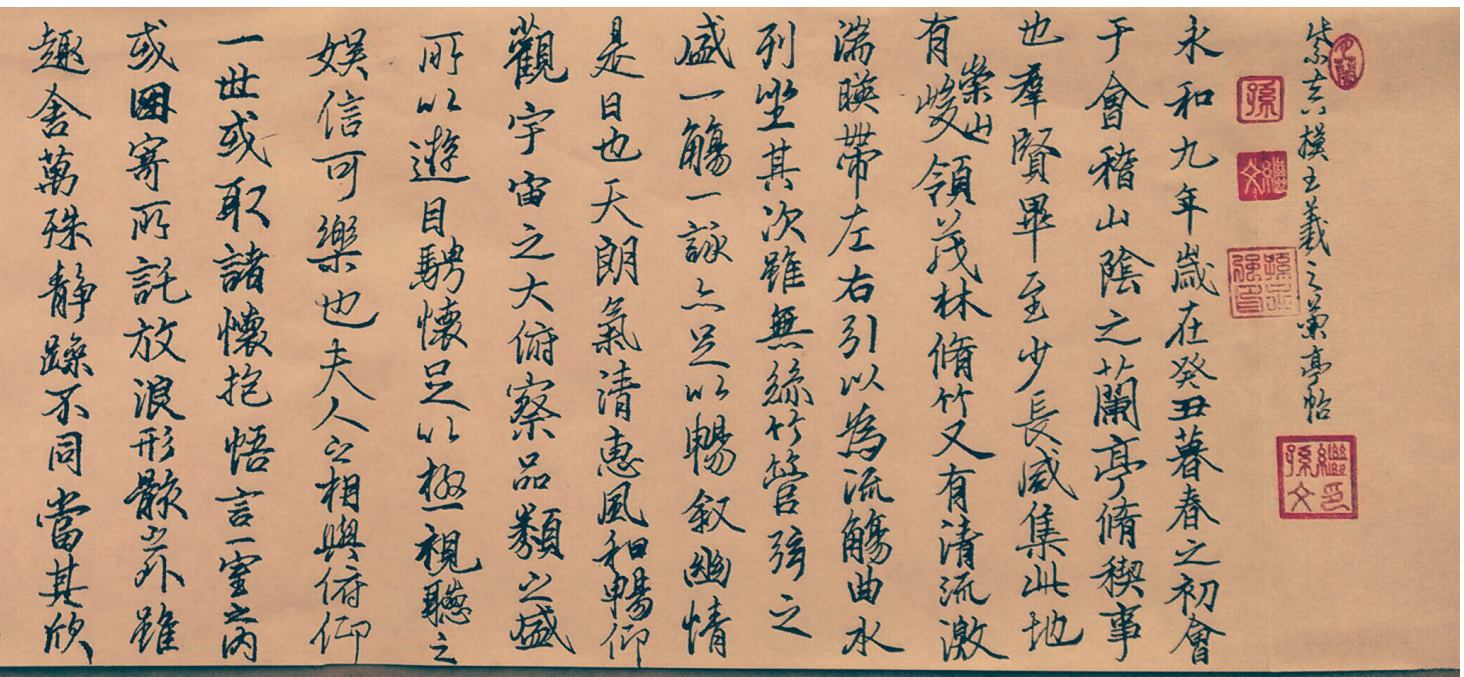 摸王羲之蘭亭帖
孫
繼文
孫繼文印
永和九年歲在癸丑暮春之初會
于會稽山陰之蘭亭脩稧事
也羣賢畢至少長咸集此地
有崇山峻領茂林脩竹又有清流激
湍暎帶左右引以為流觴曲水
列坐其次雖無絲竹管弦之
盛一觴一詠亦足以暢敘幽情
是日也天朗氣清惠風和暢仰
觀宇宙之大俯察品類之盛
所以遊目騁懷足以極視聽之
娛信可樂也夫人之相與俯仰
一世或取諸懷抱悟言一室之內
或因寄所託放浪形骸之外雖
趣舍萬殊靜躁不同當其欣